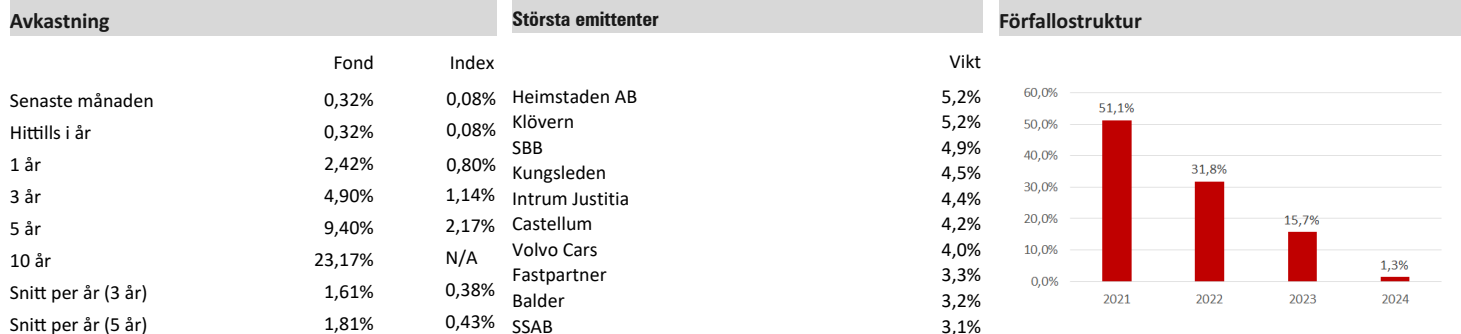 Avkastning
Fond Index
Senaste månaden 0,32% 0,08%
Hittills i år 0,32% 0,08%
1 år 2,42% 0,80%
3 år 4,90% 1,14%
5 år 9,40% 2,17%
10 år 23,17% N/A
Snitt per år (3 år) 1,61% 0,38%
Snitt per år (5 år) 1,81% 0,43%
Största emittenter
Vikt
Heimstaden AB 5,2%
Klövern 5,2%
SBB 4,9%
Kungsleden 4,5%
Intrum Justitia 4,4%
Castellum 4,2%
Volvo Cars 4,0%
Fastpartner 3,3%
Balder 3,2%
SSAB 3,1%
Förfallostruktur
60,0%
50,0%
40,0%
30,0%
20,0%
10,0%
0,0%
51,1%
31,8%
15,7%
1,3%
2021 2022 2023 2024